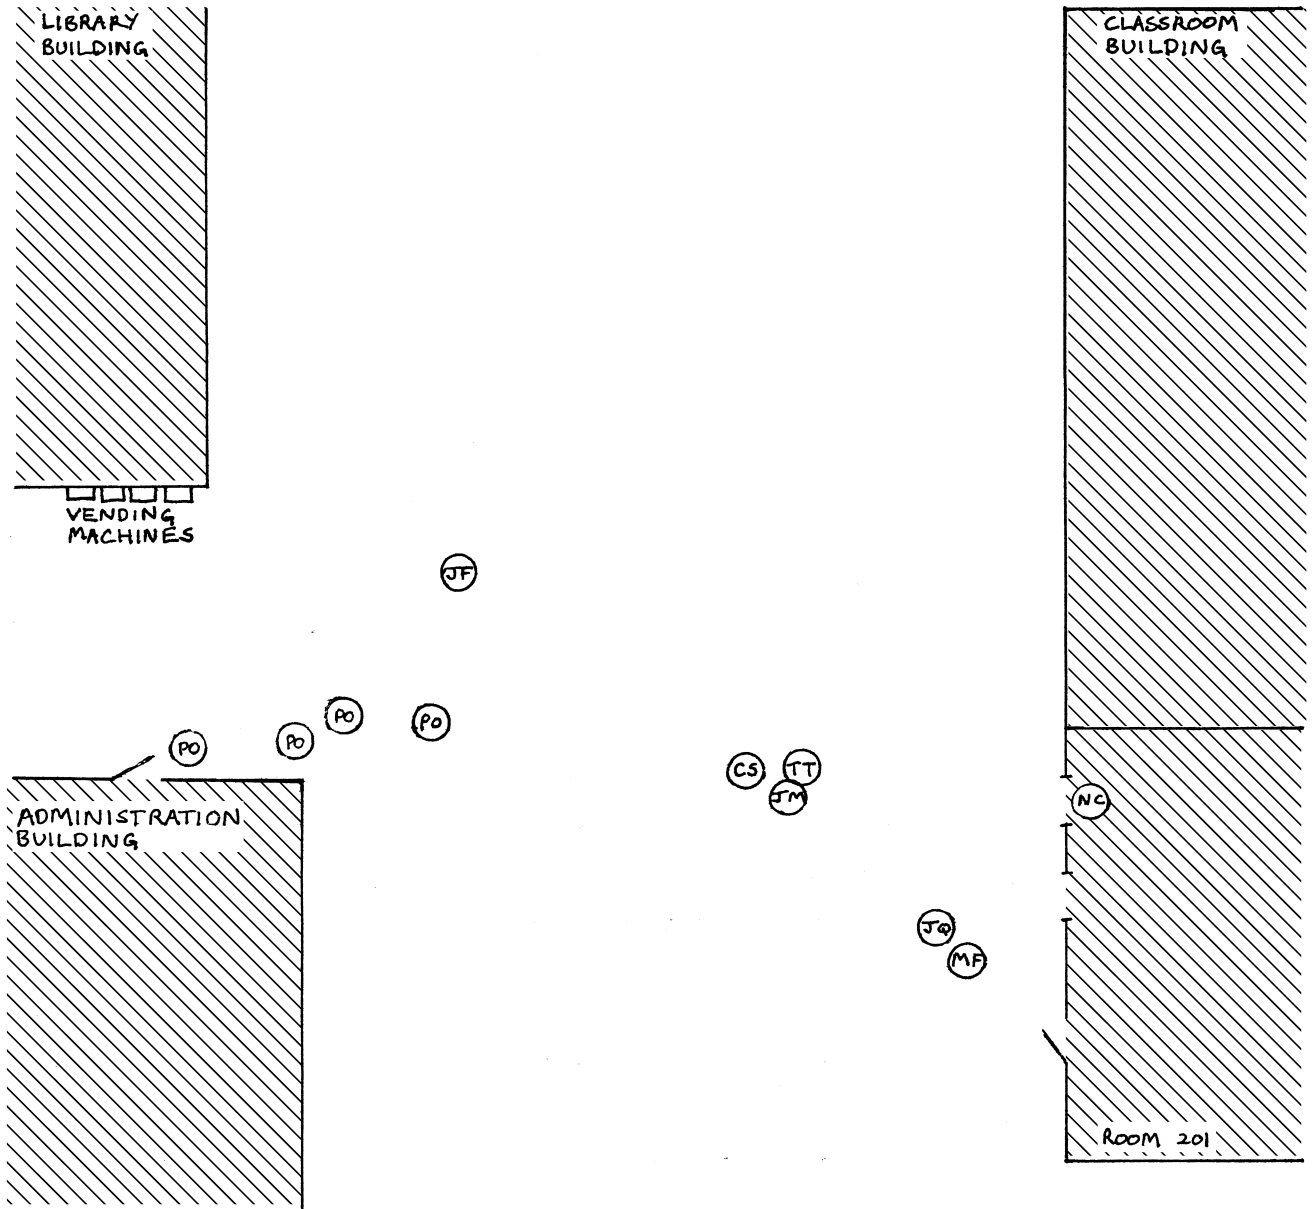 LIBRARY
BUILDING
CLASSROOM
BUILDING
VENDING
MACHINES
JF
PO
PO
PO
PO
CS
TT
JM
NC
ADMINISTRATION
BUILDING
JQ
MF
ROOM 201